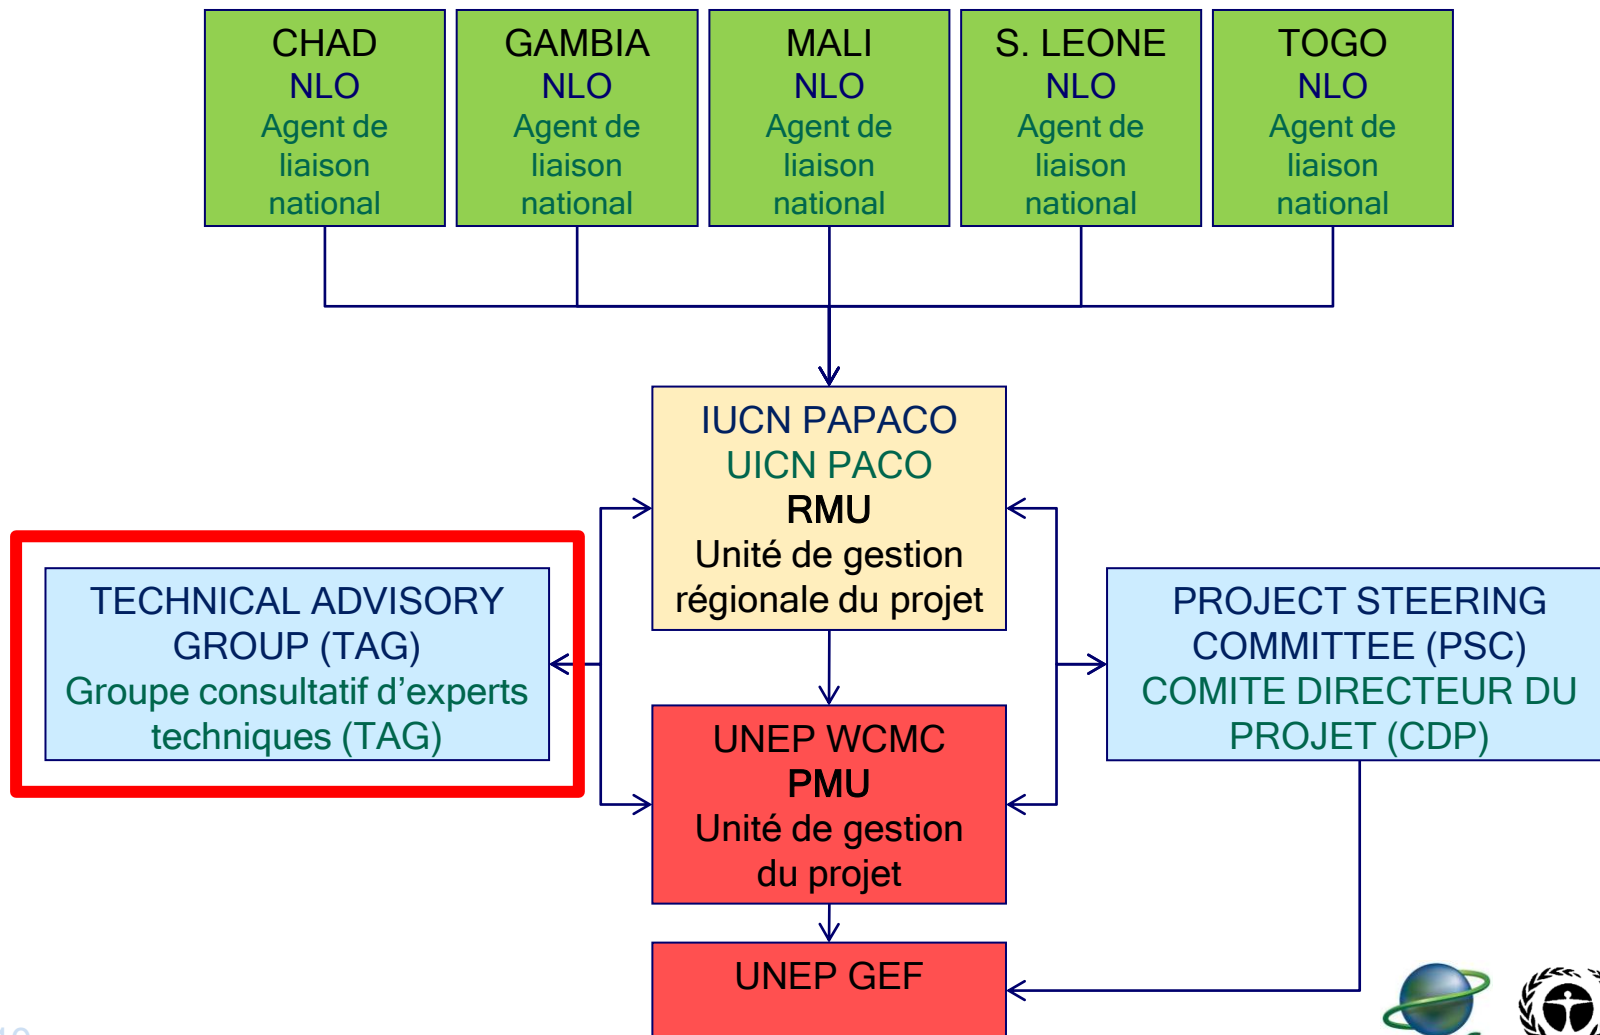 CHAD
NLO
Agent de
liaison
national
GAMBIA
NLO
Agent de
liaison
national
MALI
NLO
Agent de
liaison
national
S. LEONE
NLO
Agent de
liaison
national
TOGO
NLO
Agent de
liaison
national
IUCN PAPACO
UICN PACO
RMU
Unité de gestion
régionale du projet
TECHNICAL ADVISORY
GROUP (TAG)
Groupe consultatif d’experts
techniques (TAG)
PROJECT STEERING
COMMITTEE (PSC)
COMITE DIRECTEUR DU
PROJET (CDP)
UNEP WCMC
PMU
Unité de gestion
du projet
UNEP GEF